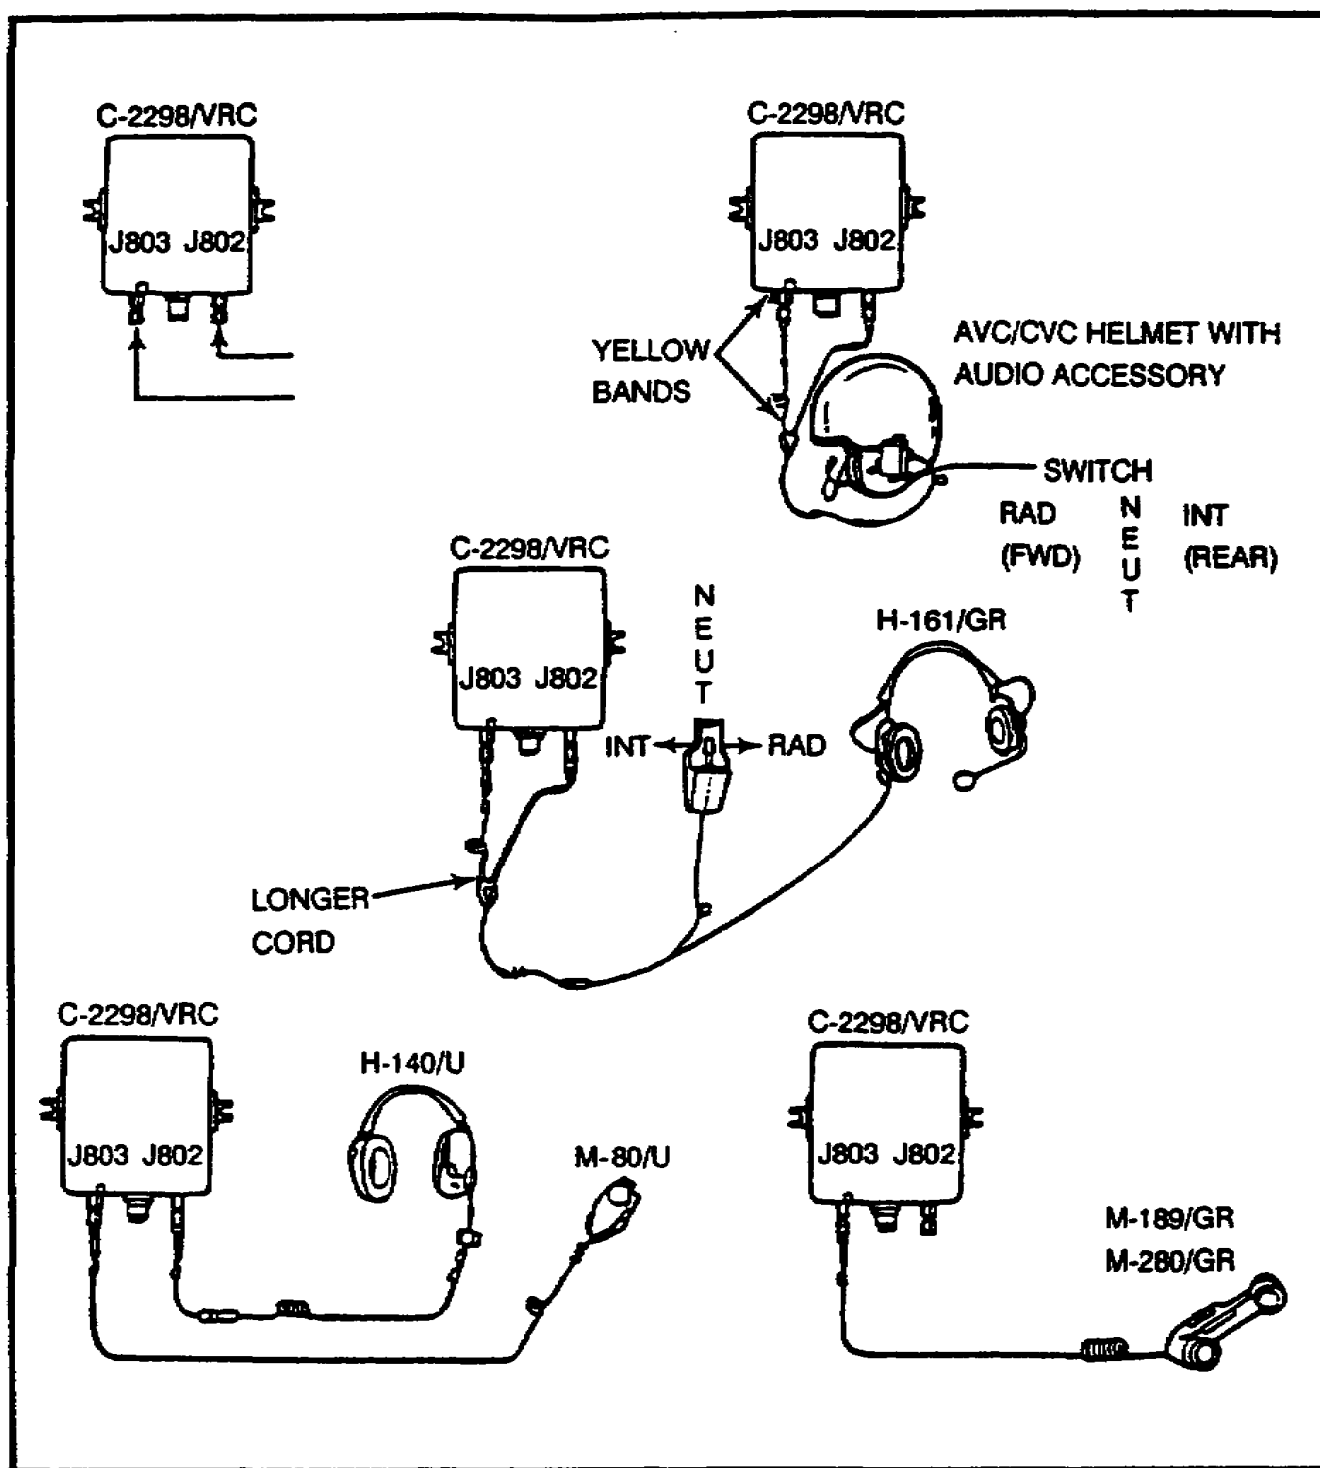 C-2298/VRC
J803 J802
C-2298/VRC
J803 J802
YELLOW
BANDS
AVC/CVC HELMET WITH
AUDIO ACCESSORY
SWITCH
RAD
(FWD)
NEUT
INT
(REAR)
C-2298/VRC
J803 J802
NEUT
INT
RAD
H-161/GR
LONGER
CORD
C-2298/VRC
J803 J802
H-140/U
M-80/U
C-2298/VRC
J803 J802
M-189/GR
M-280/GR